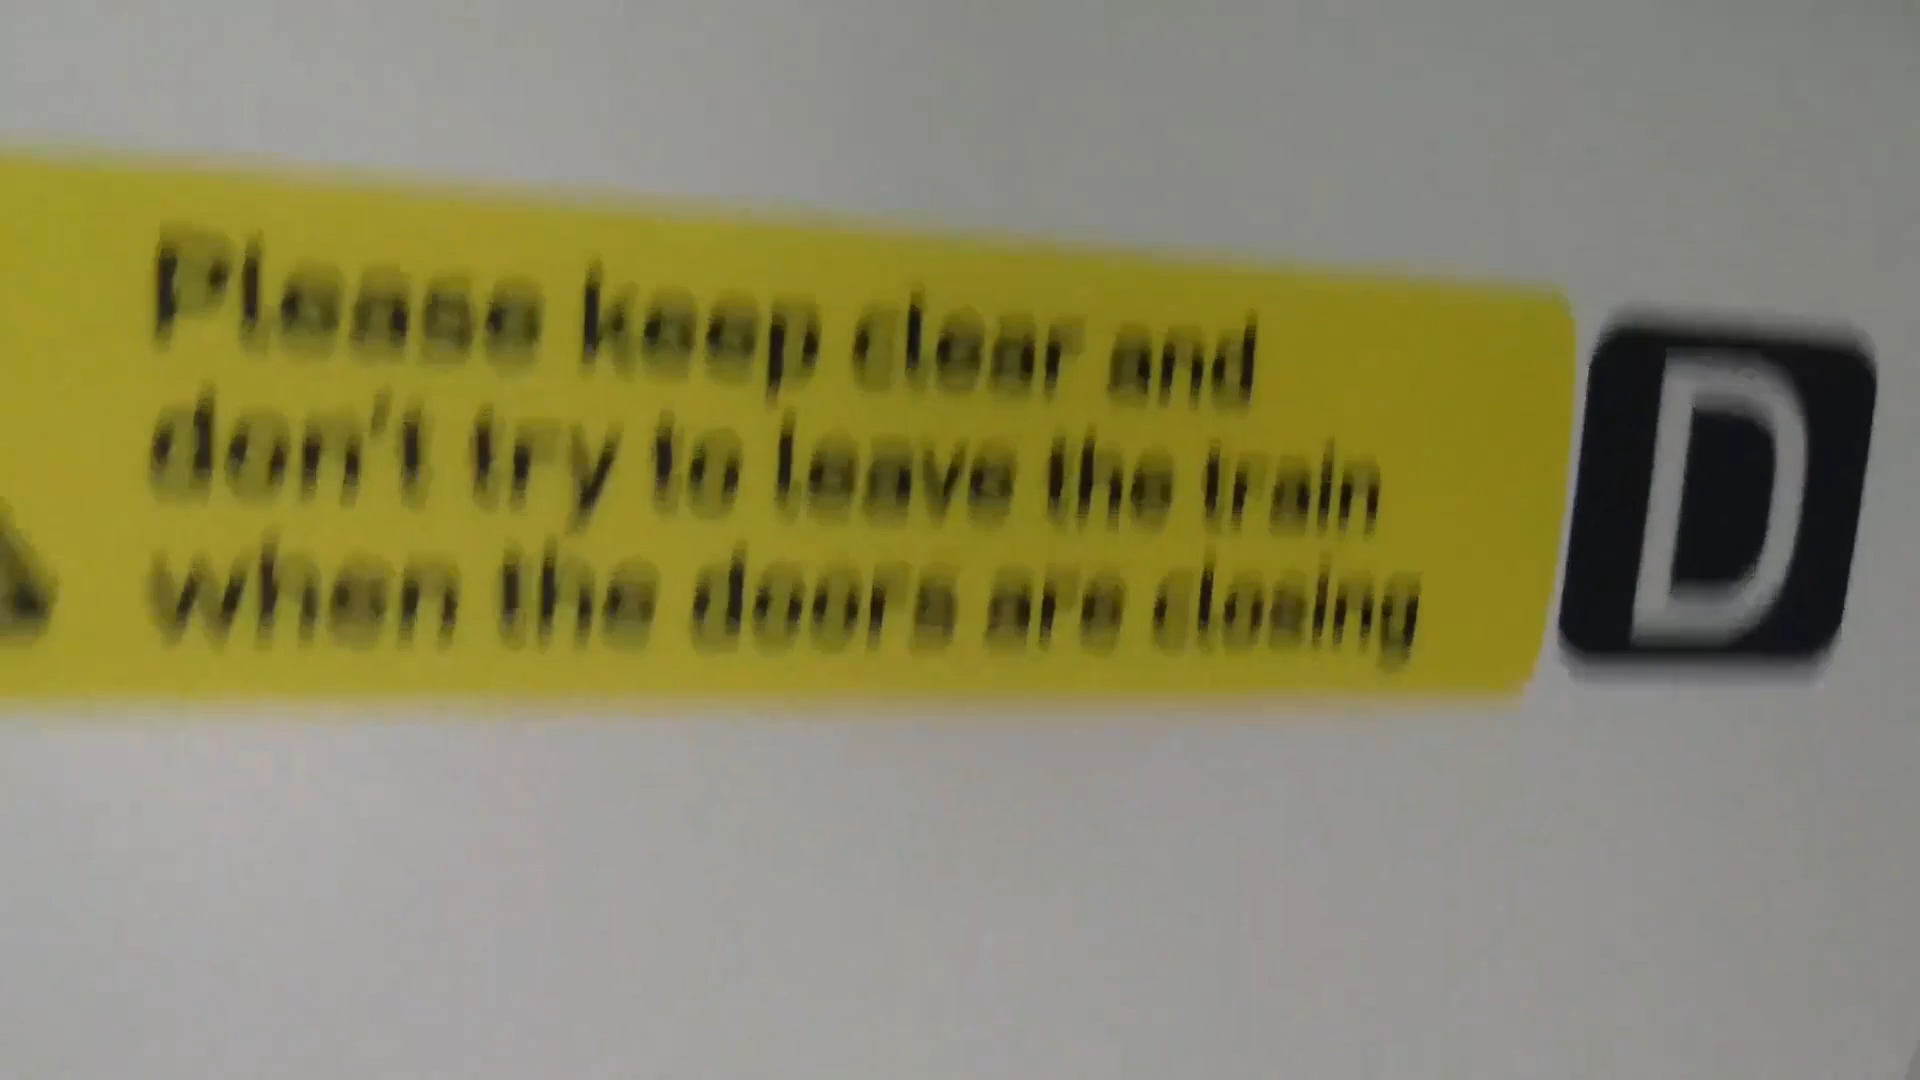 Please keep clear and
don't try to leave the train
when the doors are closing
D